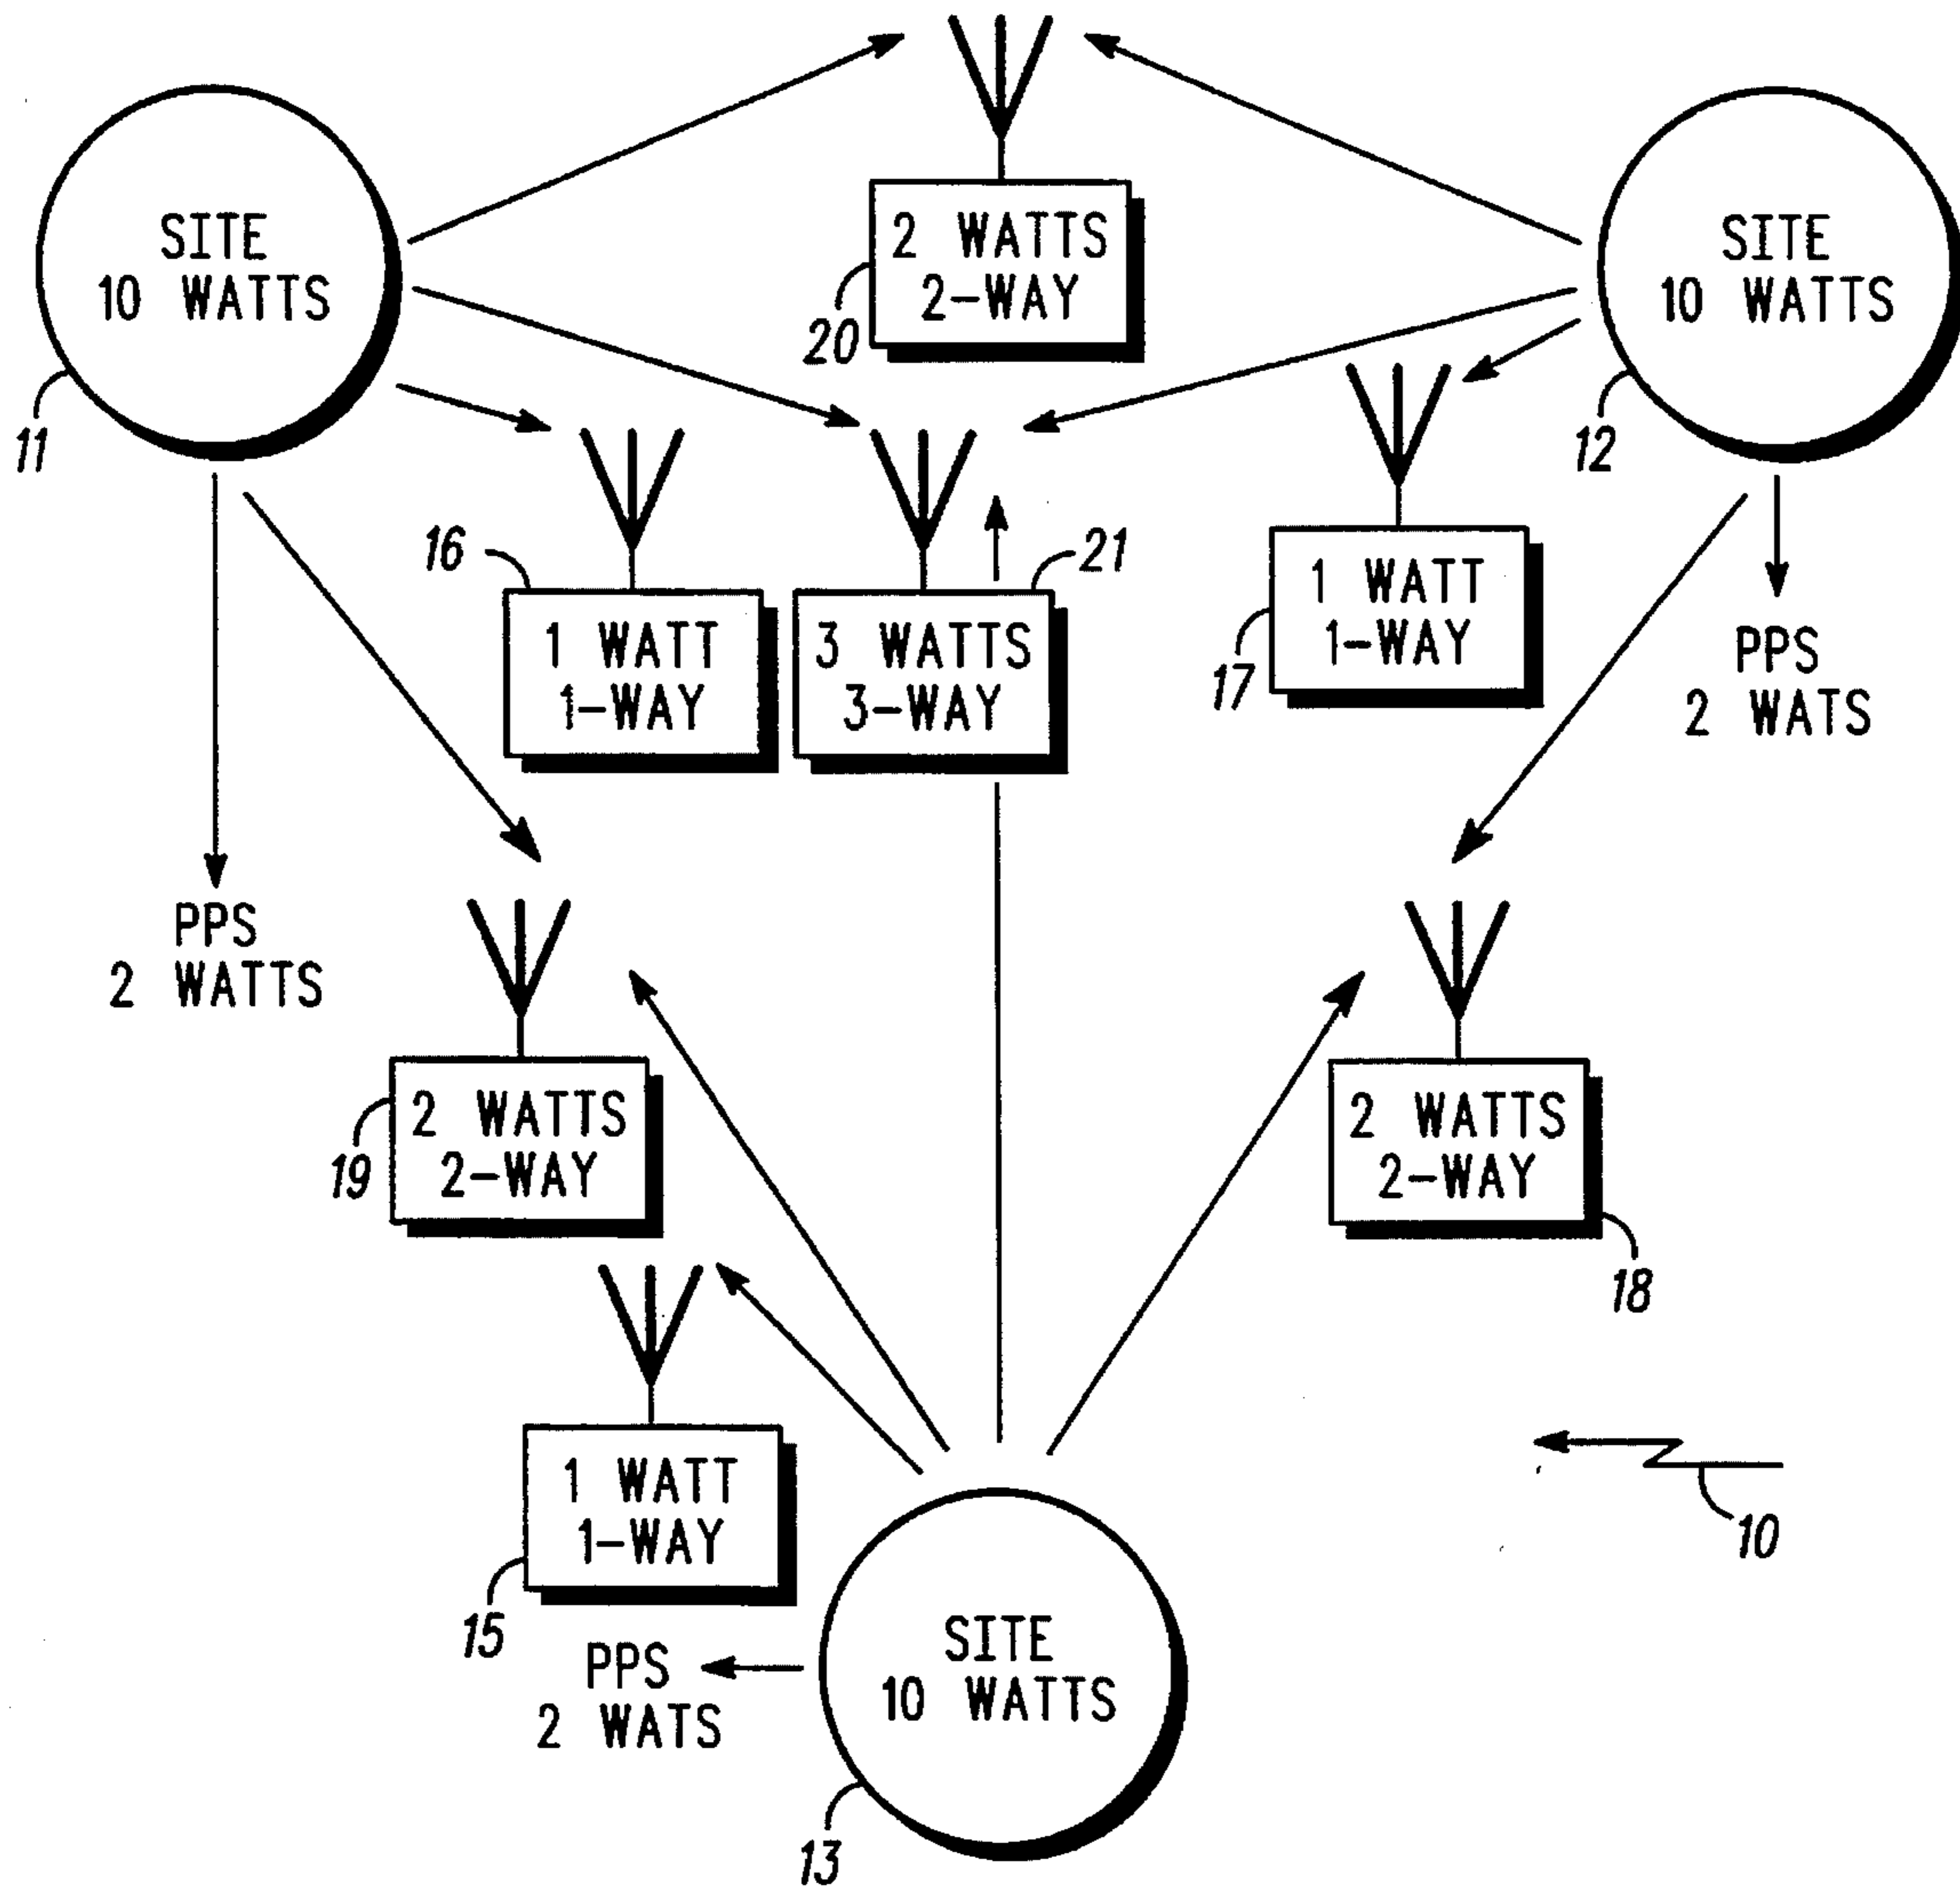 SITE
10 WATTS
11
2 WATTS
2-WAY
20
SITE
10 WATTS
12
16
1 WATT
1-WAY
3 WATTS
3-WAY
21
1 WATT
1-WAY
17
PPS
2 WATS
PPS
2 WATTS
2 WATTS
2-WAY
19
2 WATTS
2-WAY
18
1 WATT
1-WAY
15
PPS
2 WATS
SITE
10 WATTS
13
10